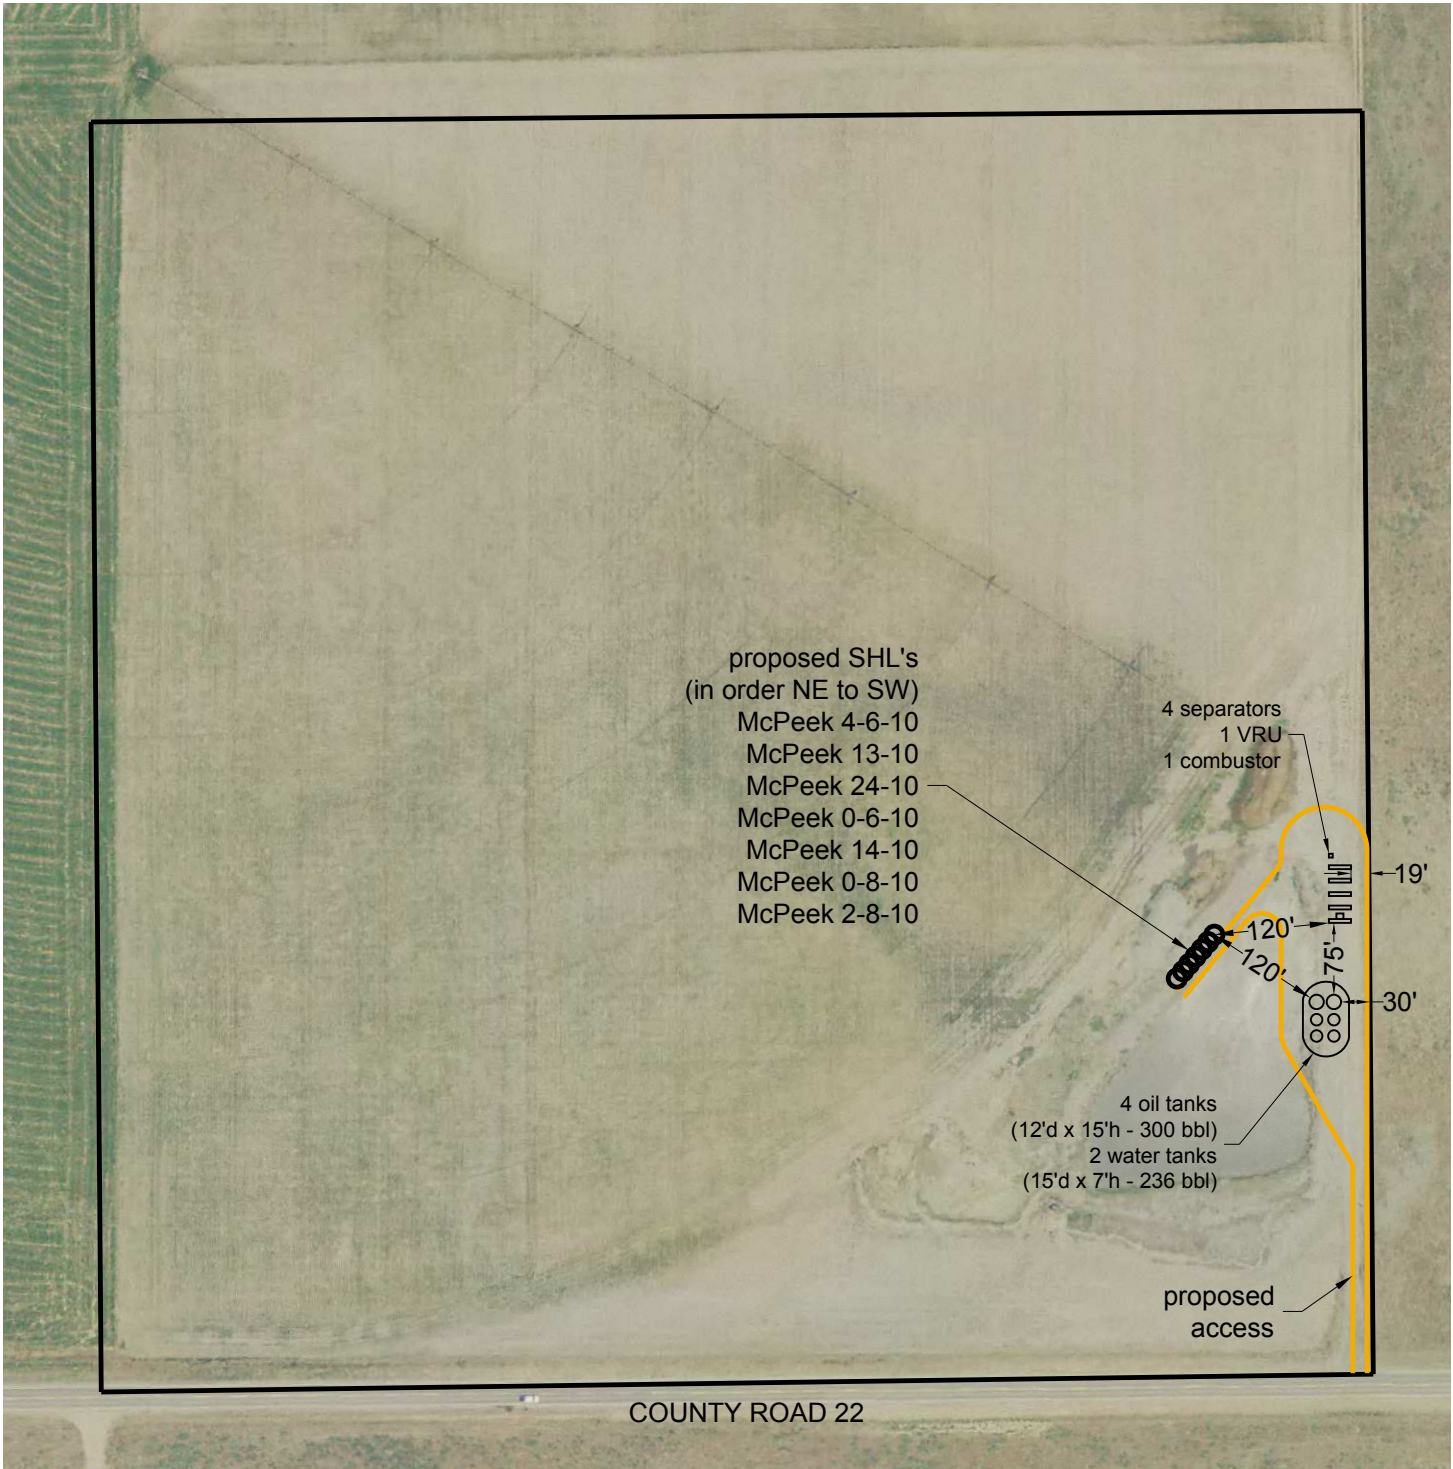 proposed SHL's
(in order NE to SW)
McPeek 4-6-10
McPeek 13-10
McPeek 24-10
McPeek 0-6-10
McPeek 14-10
McPeek 0-8-10
McPeek 2-8-10
4 separators
1 VRU
1 combustor
19'
120'
120'
75'
30'
4 oil tanks
(12'd x 15'h - 300 bbl)
2 water tanks
(15'd x 7'h - 236 bbl)
proposed
access
COUNTY ROAD 22